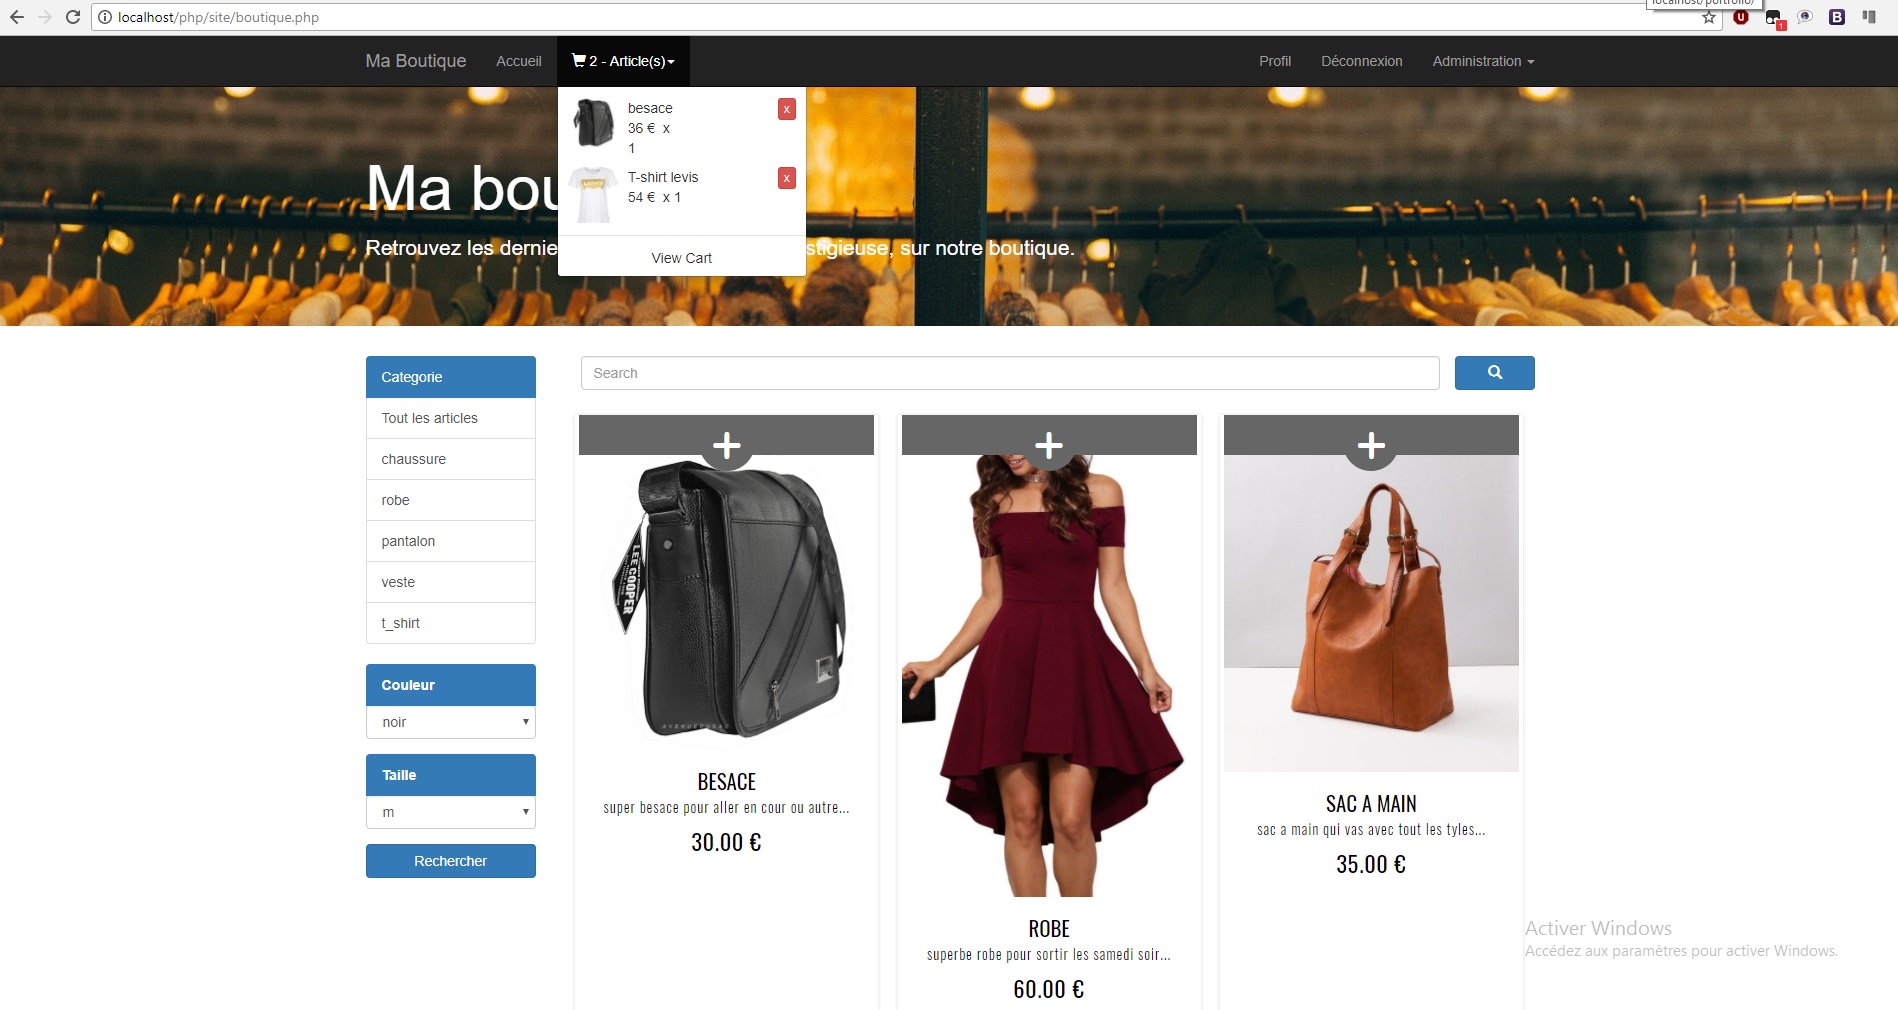 localhost/portfolio/
localhost/php/site/boutique.php
1
Ma Boutique
Accueil
2 - Article(s)
Profil
Déconnexion
Administration
besace
x
36 € x
1
T-shirt levis
x
54 € x 1
View Cart
Ma bou
Retrouvez les dernie
stigieuse, sur notre boutique.
Categorie
Tout les articles
chaussure
robe
pantalon
veste
t_shirt
Couleur
noir
Taille
m
Rechercher
Search
LEE COOPER
AVENUEDUSAC
BESACE
super besace pour aller en cour ou autre...
30.00 €
ROBE
superbe robe pour sortir les samedi soir...
60.00 €
SAC A MAIN
sac a main qui vas avec tout les tyles...
35.00 €
Activer Windows
Accédez aux paramètres pour activer Windows.